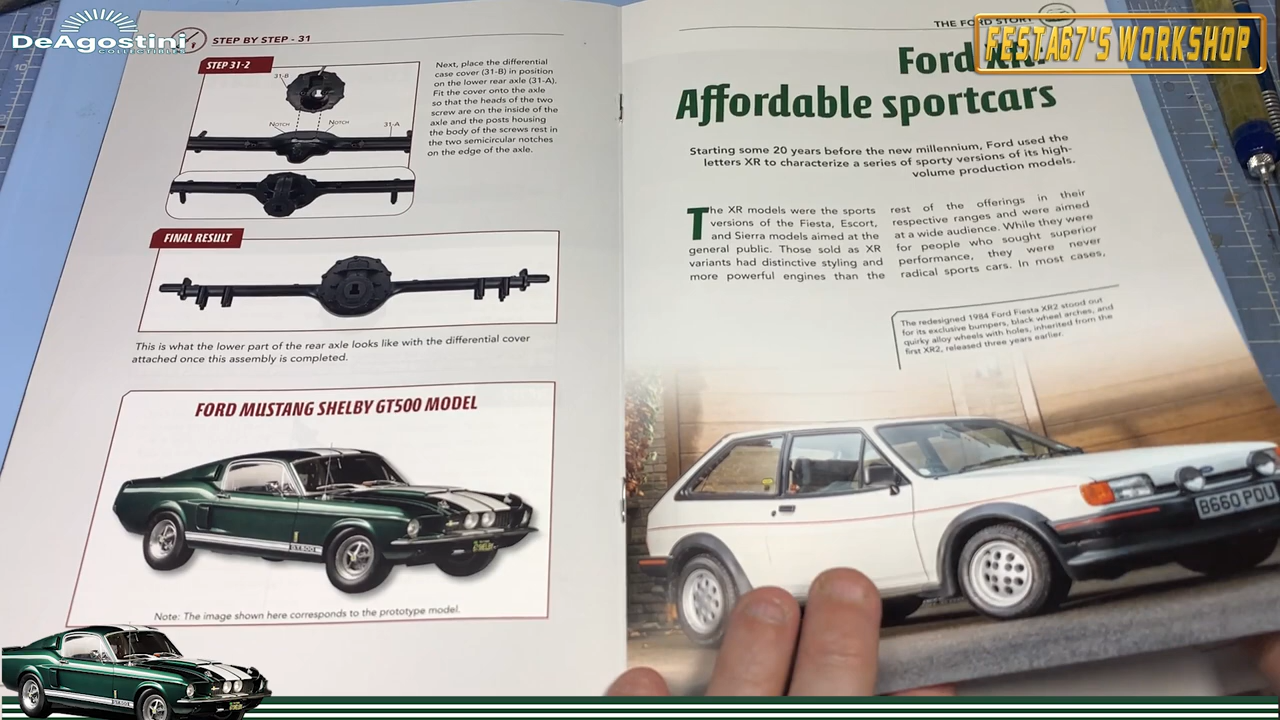 DeAGOSTINI
COLLECTIBLES
STEP BY STEP - 31
STEP 31-2
31-B
NOTCH
NOTCH
31-A
Next, place the differential
case cover (31-B) in position
on the lower rear axle (31-A).
Fit the cover onto the axle
so that the heads of the two
screw are on the inside of the
axle and the posts housing
the body of the screws rest in
the two semicircular notches
on the edge of the axle.
FINAL RESULT
This is what the lower part of the rear axle looks like with the differential cover
attached once this assembly is completed.
FORD MUSTANG SHELBY GT500 MODEL
GT500
Note: The image shown here corresponds to the prototype model.
THE FORD STORY
FESTA67'S WORKSHOP
Ford
Affordable sportcars
Starting some 20 years before the new millennium, Ford used the
letters XR to characterize a series of sporty versions of its high-
volume production models.
The XR models were the sports
versions of the Fiesta, Escort,
and Sierra models aimed at the
general public. Those sold as XR
variants had distinctive styling and
more powerful engines than the
rest of the offerings in their
respective ranges and were aimed
at a wide audience. While they were
for people who sought superior
performance, they were never
radical sports cars. In most cases,
The redesigned 1984 Ford Fiesta XR2 stood out
for its exclusive bumpers, black wheel arches, and
quirky alloy wheels with holes, inherited from the
first XR2, released three years earlier.
B660 PDU